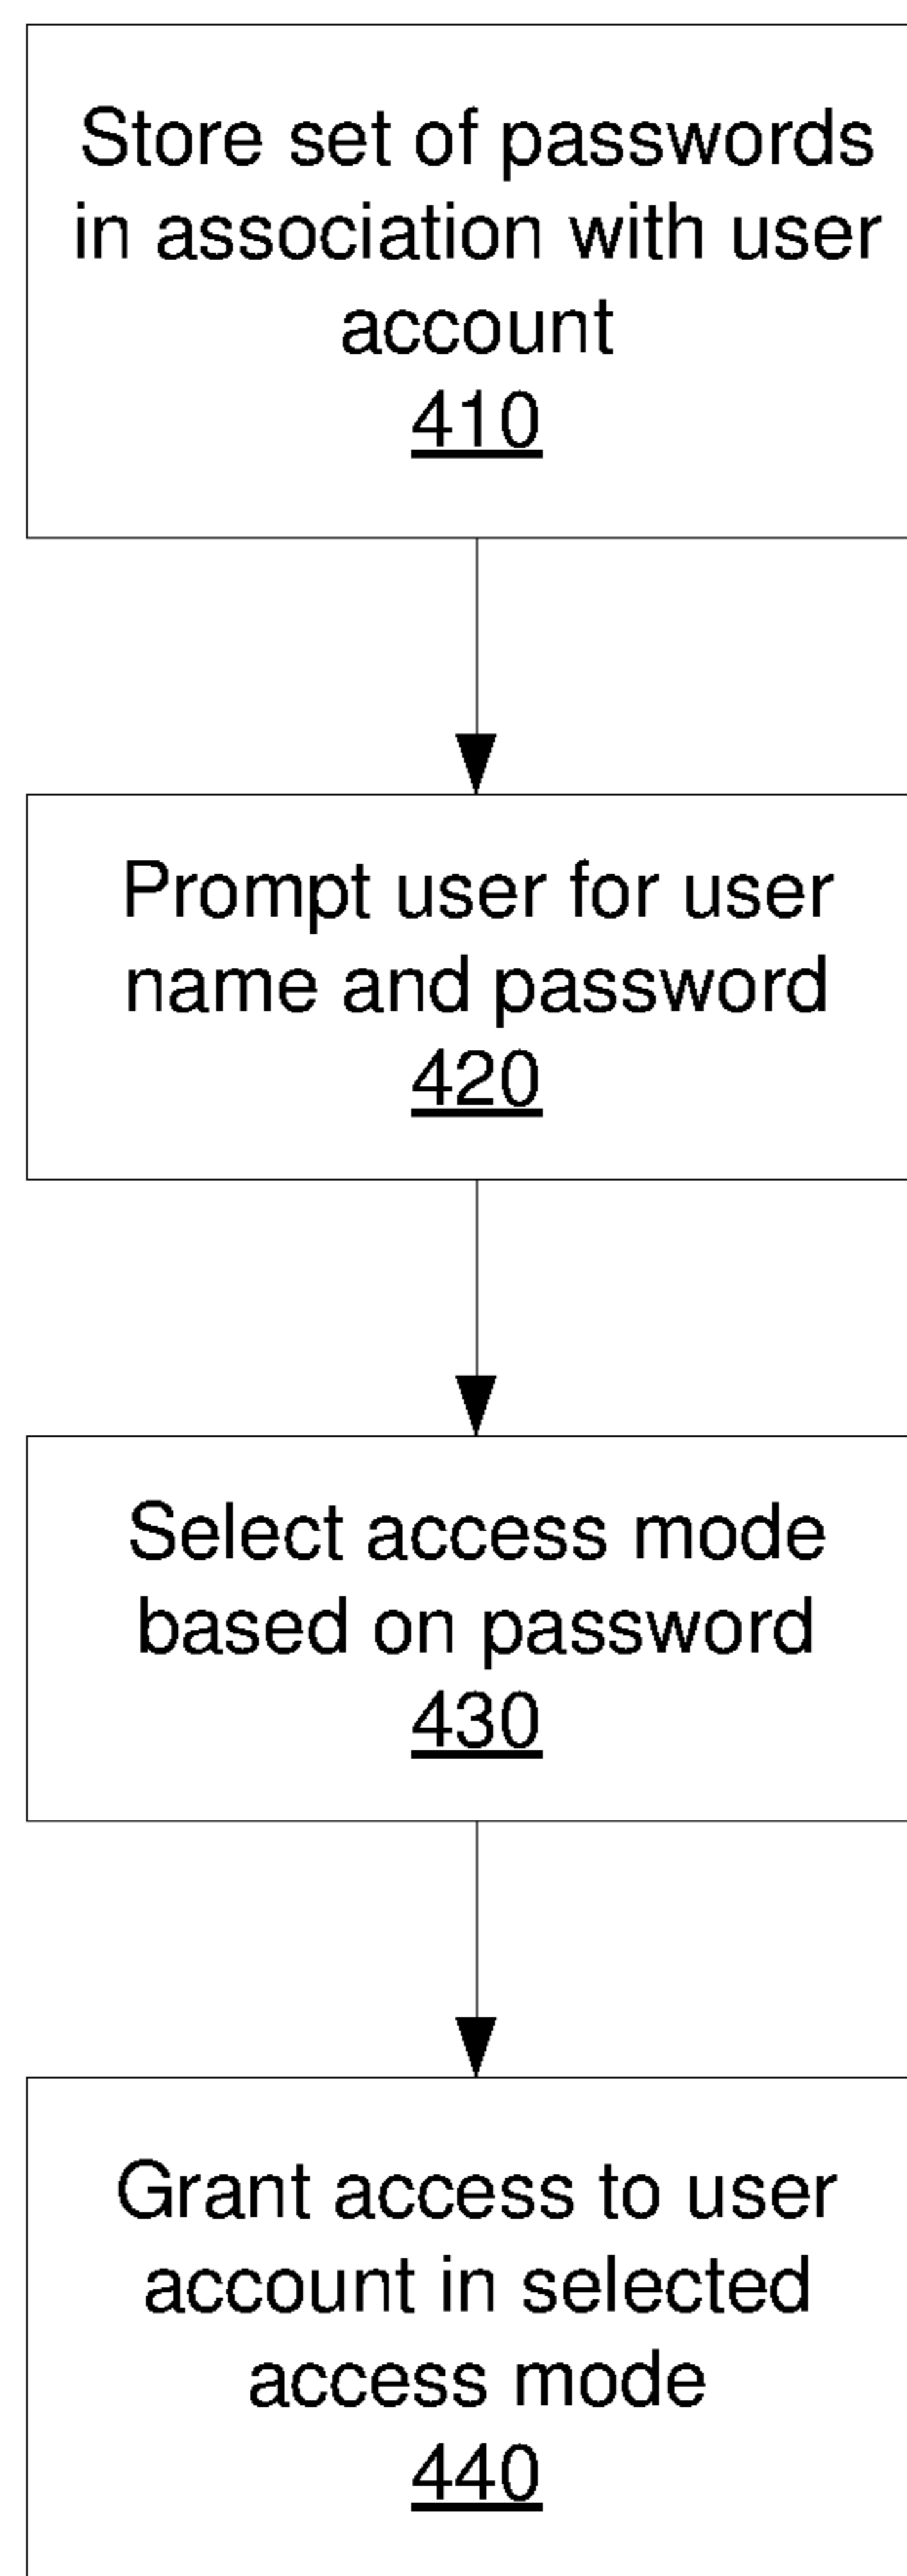 Store set of passwords
in association with user
account
410
Prompt user for user
name and password
420
Select access mode
based on password
430
Grant access to user
account in selected
access mode
440